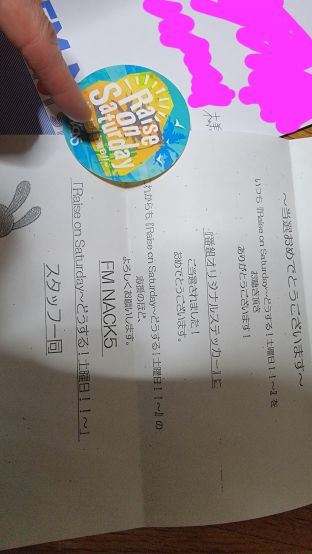 様
FM N
Raise
on
Saturday
～当選おめでとうございます～
いつも『Raise on Saturday～どうする！土曜日！！～』を
お聴き頂き
ありがとうございます！
『番組オリジナルステッカー』に
ご当選されました！
おめでとうございます。
れからも『Raise on Saturday～どうする！土曜日！！～』の
応援のほど、
よろしくお願いします。
FM NACK5
『Raise on Saturday～どうする！土曜日！！～』
スタッフ一同